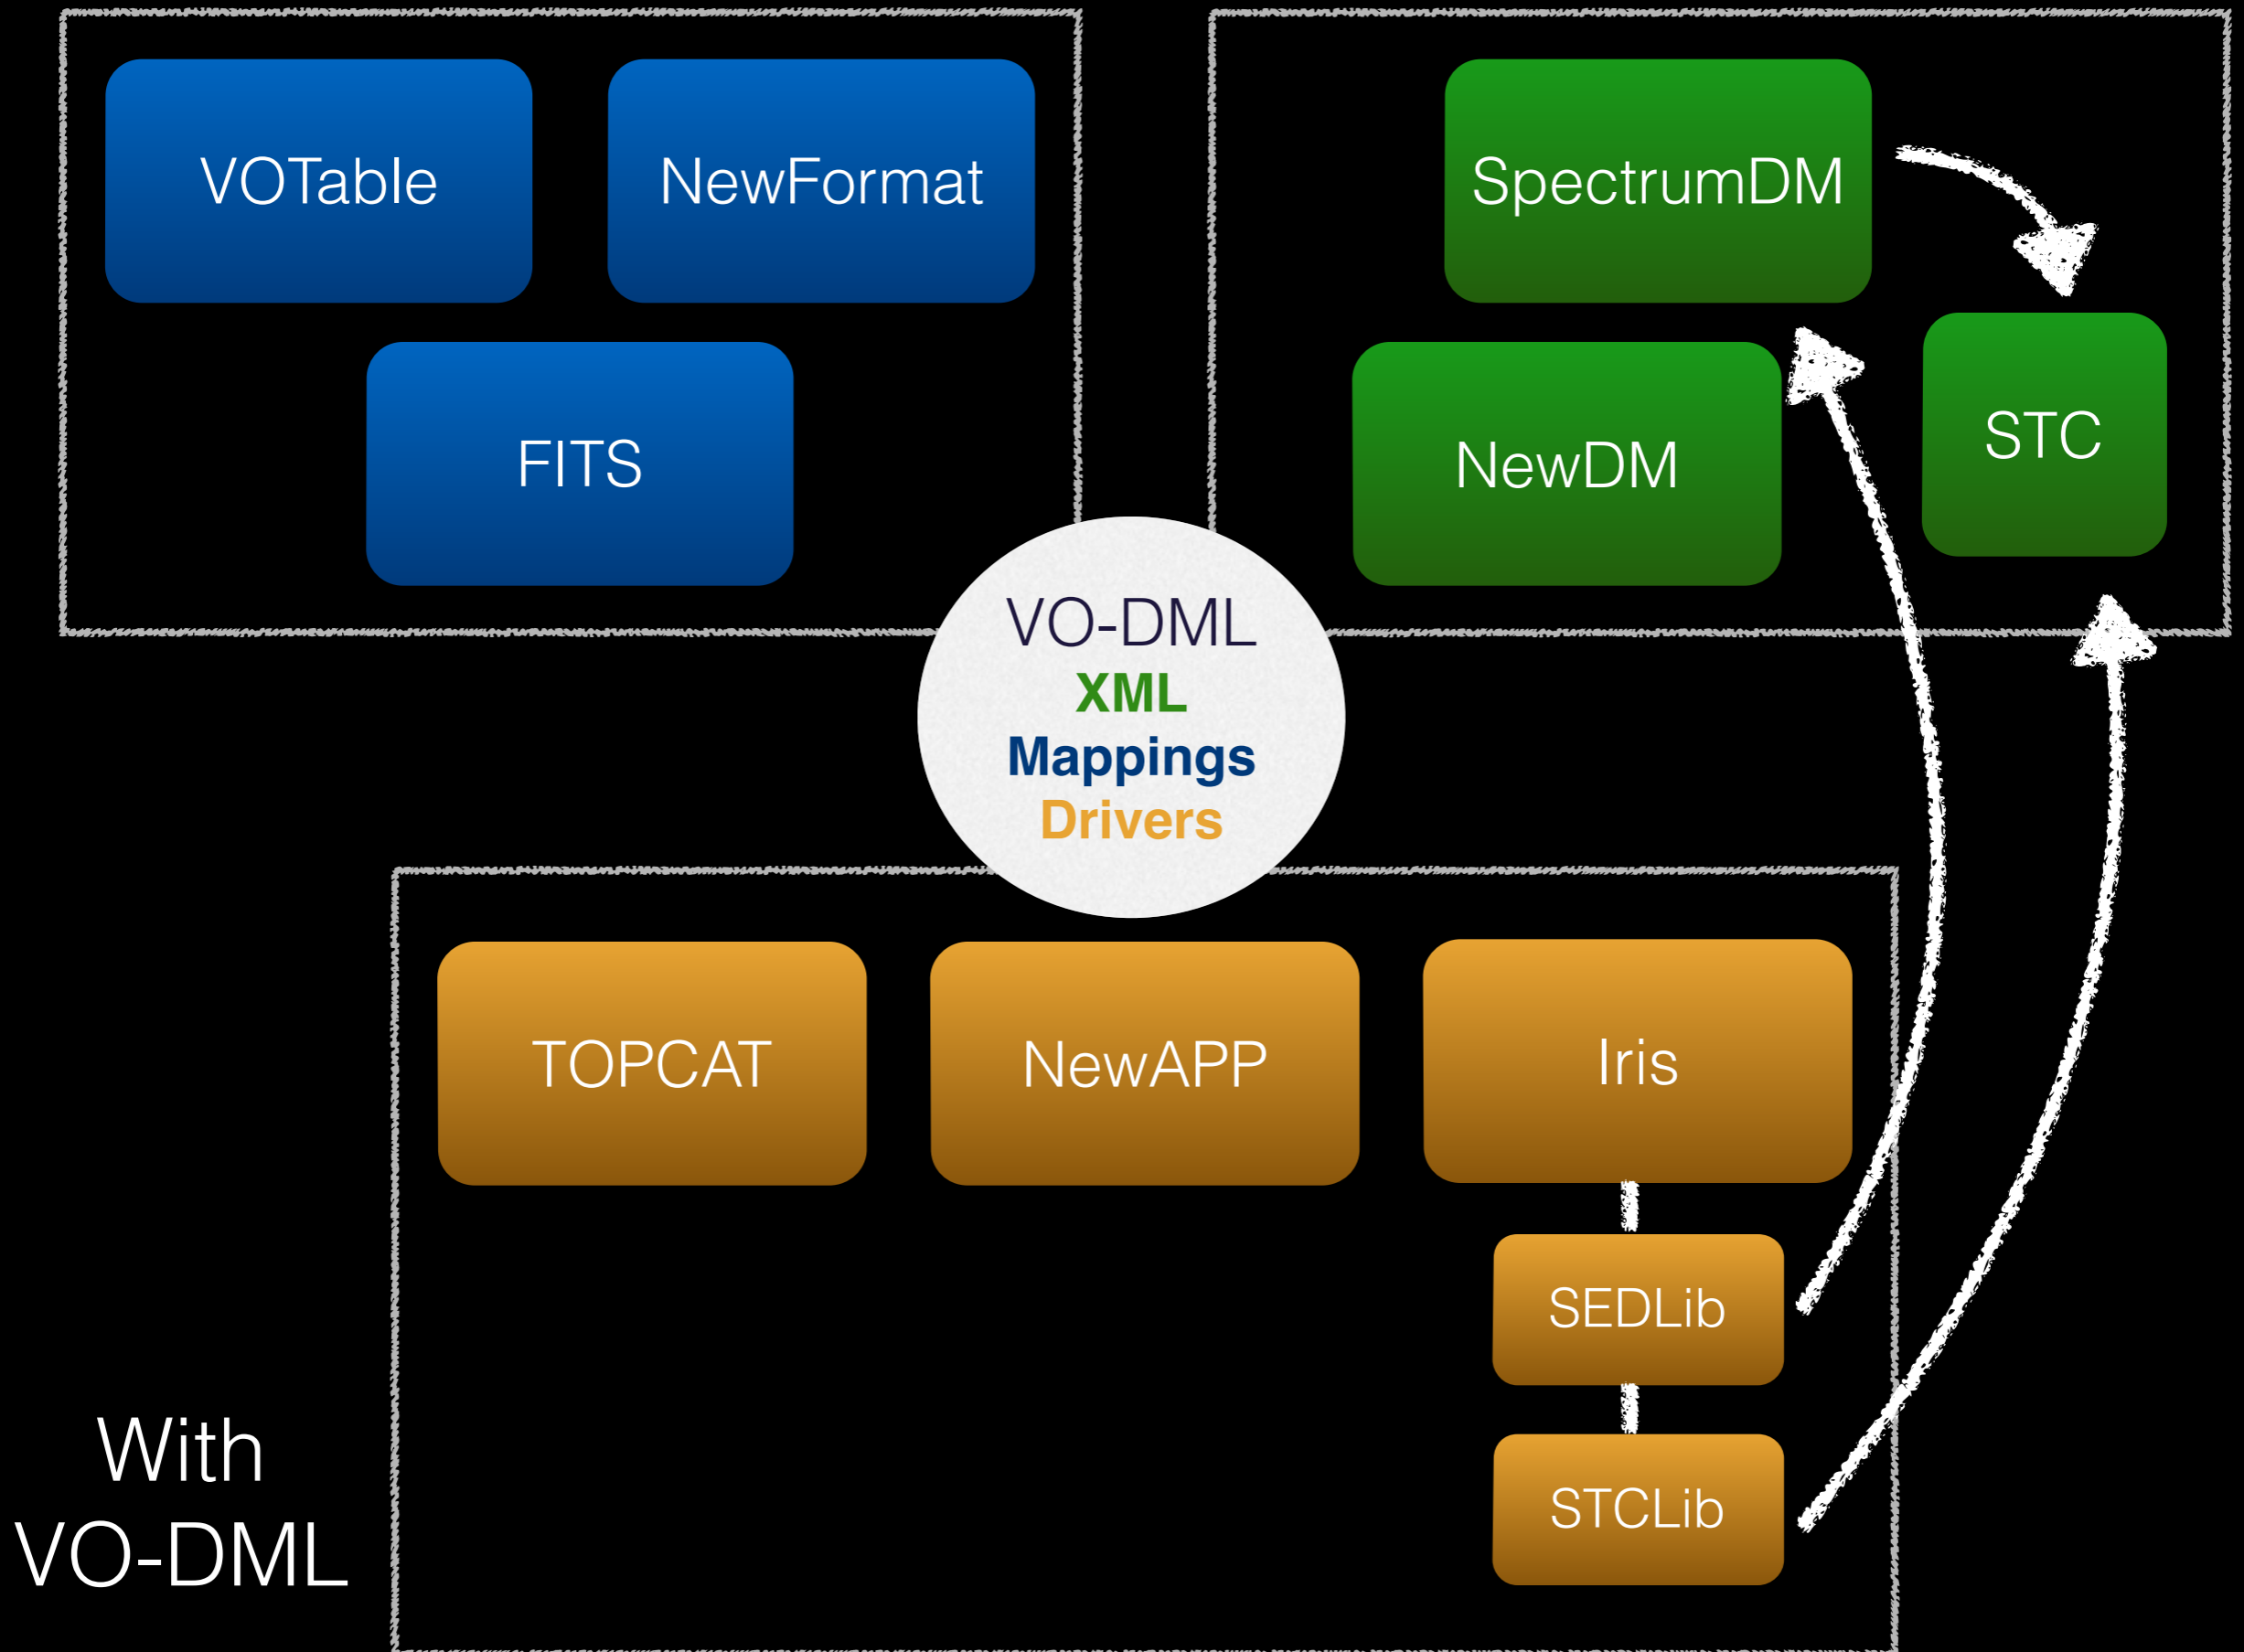 VOTable
NewFormat
FITS
SpectrumDM
NewDM
STC
VO-DML
XML
Mappings
Drivers
TOPCAT
NewAPP
Iris
SEDLib
STCLib
With
VO-DML